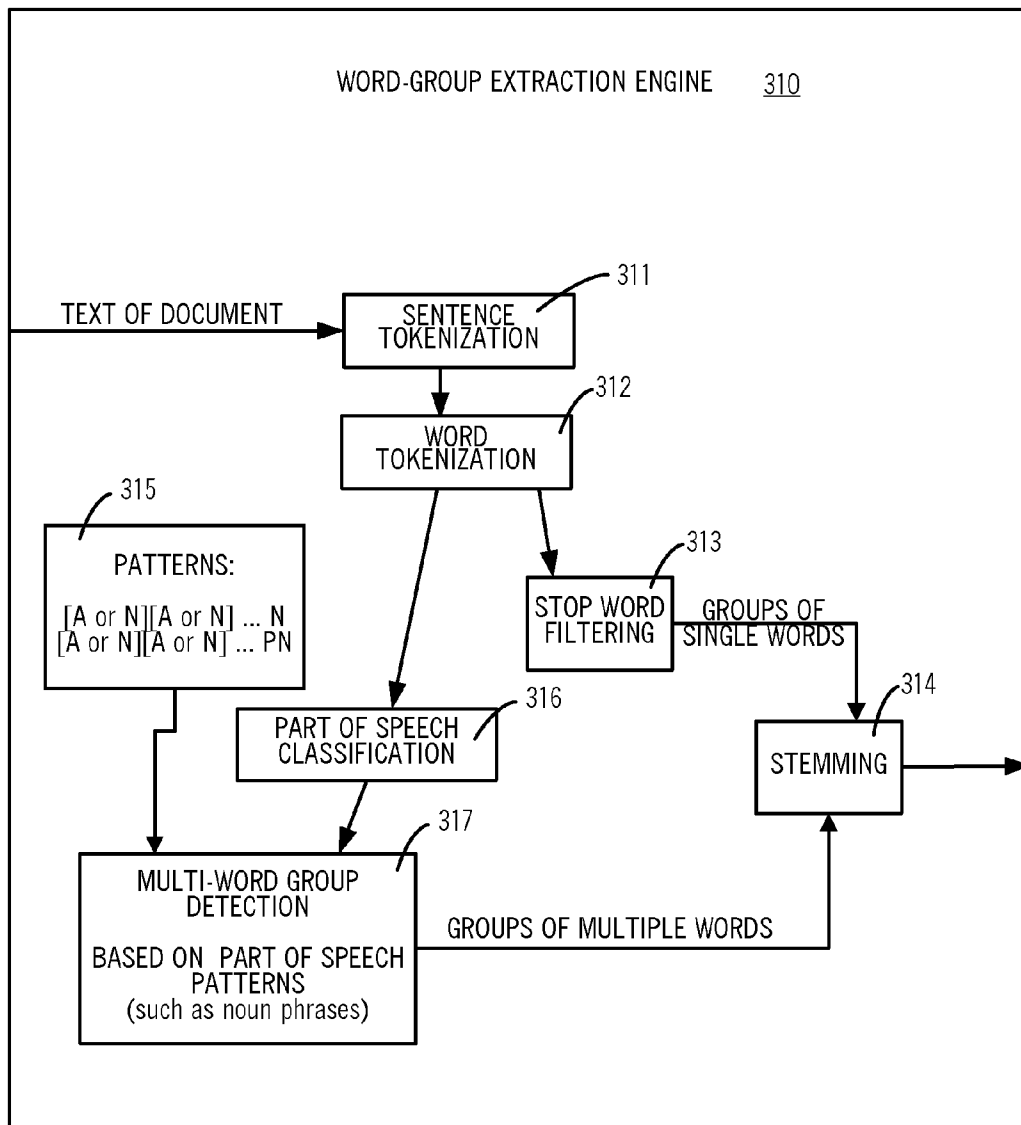 WORD-GROUP EXTRACTION ENGINE 310
311
TEXT OF DOCUMENT
SENTENCE
TOKENIZATION
312
WORD
TOKENIZATION
315
PATTERNS:
[A or N][A or N] ... N
[A or N][A or N] ... PN
313
STOP WORD
FILTERING
GROUPS OF
SINGLE WORDS
314
STEMMING
316
PART OF SPEECH
CLASSIFICATION
317
MULTI-WORD GROUP
DETECTION
BASED ON PART OF SPEECH
PATTERNS
(such as noun phrases)
GROUPS OF MULTIPLE WORDS